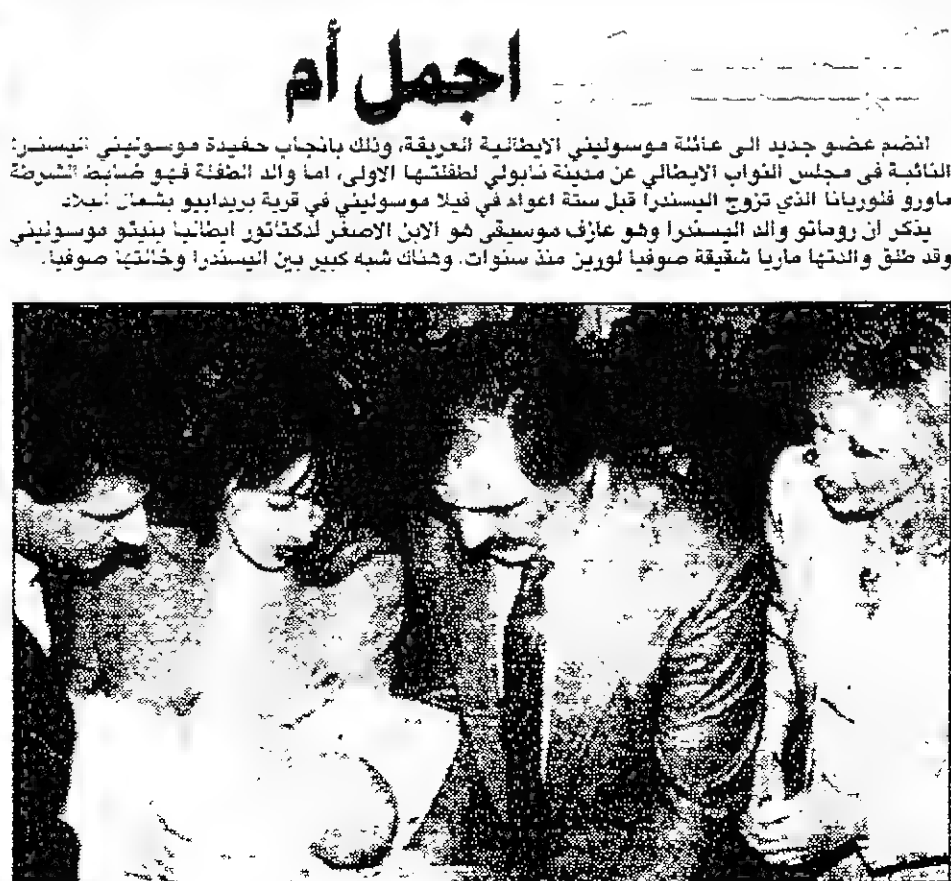 اجمل أم
انضم عضو جديد الى عائلة موسوليني الايطالية العريقة، وذلك بانجاب حفيدة موسوليني اليسندرا
النائبة في مجلس النواب الايطالي عن مدينة نابولي لطفلتها الاولى، اما والد الطفلة فهو ضابط الشرطة
ماورو فلوريانا الذي تزوج اليسندرا قبل ستة اعوام في فيلا موسوليني في قرية بريدابيو بشمال البلاد
يذكر ان رومانو والد اليسندرا وهو عازف موسيقى هو الابن الاصغر لدكتاتور ايطاليا بنيتو موسوليني
وقد طلق والدتها ماريا شقيقة صوفيا لورين منذ سنوات، وهناك شبه كبير بين اليسندرا وخالتها صوفيا.